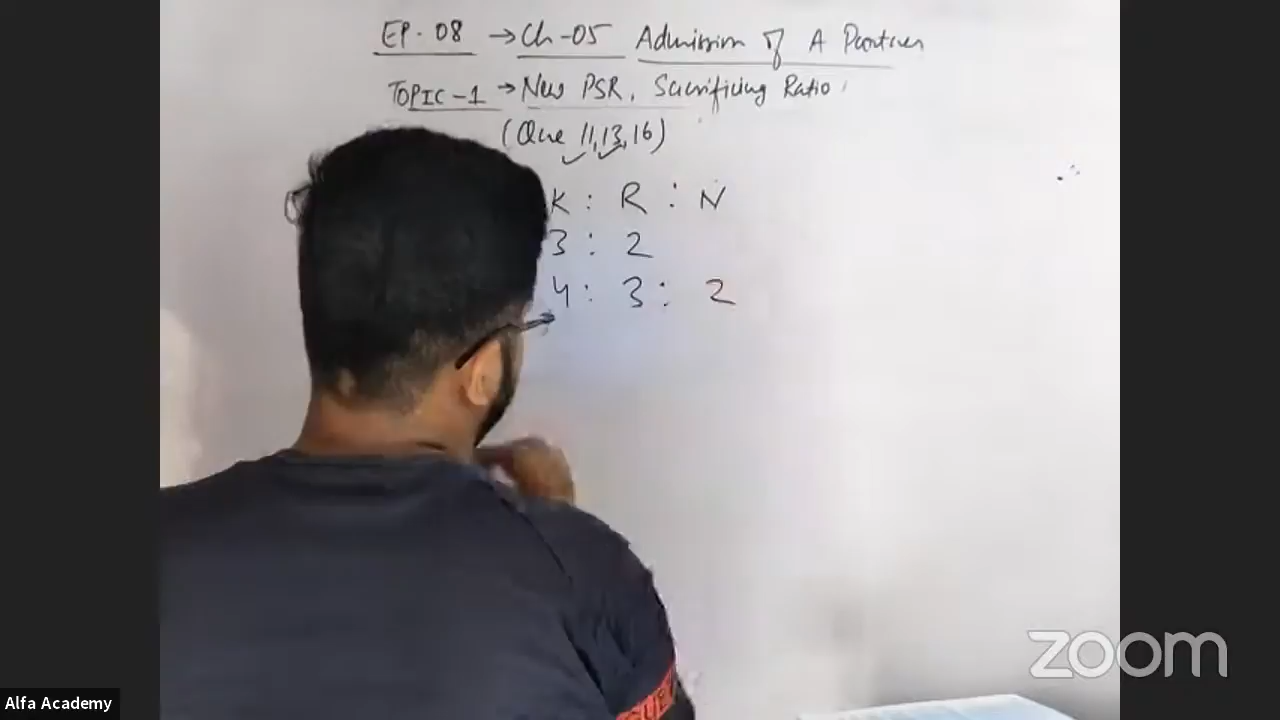 EP. 08 → Ch-05 Admission of A Partner
TOPIC-1 → New PSR, Sacrificing Ratio
(Que 11, 13, 16)
K : R : N
3 : 2
4 : 3 : 2
zoom
Alfa Academy